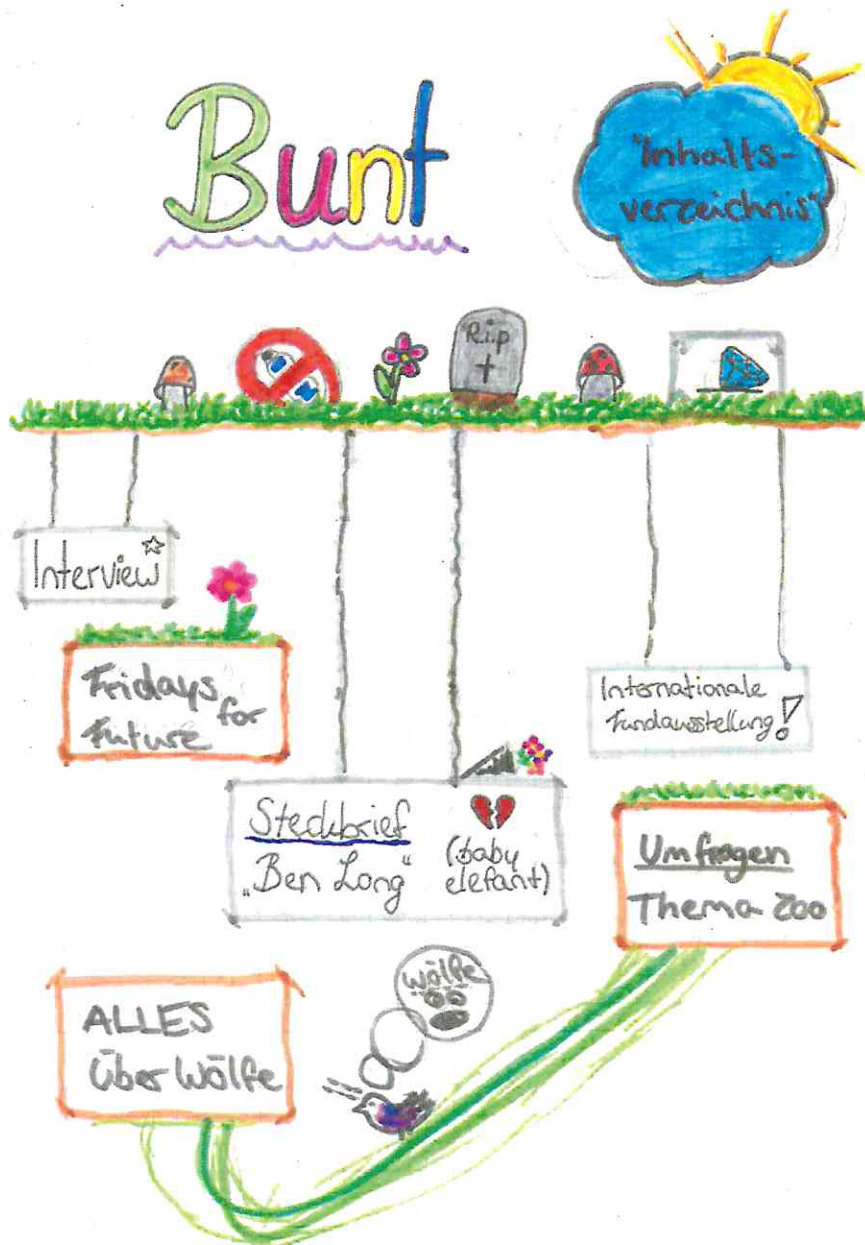 Bunt
"Inhalts-
verzeichnis"
R.i.p
Interview
Fridays for
Future
Internationale
Fundausstellung!
Steckbrief
„Ben Long“
(baby
elefant)
Umfragen
Thema Zoo
Wölfe
ALLES
Über Wölfe